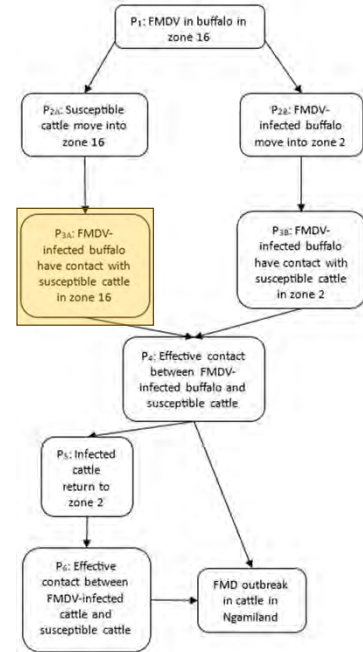 P₁: FMDV in buffalo in
zone 16
P₂ₐ: Susceptible
cattle move into
zone 16
P₂ᵦ: FMDV-
infected buffalo
move into zone 2
P₃ₐ: FMDV-
infected buffalo
have contact with
susceptible cattle
in zone 16
P₃ᵦ: FMDV-
infected buffalo
have contact with
susceptible cattle
in zone 2
P₄: Effective contact
between FMDV-
infected buffalo and
susceptible cattle
P₅: Infected
cattle
return to
zone 2
P₆: Effective
contact between
FMDV-infected
cattle and
susceptible cattle
FMD outbreak
in cattle in
Ngamiland